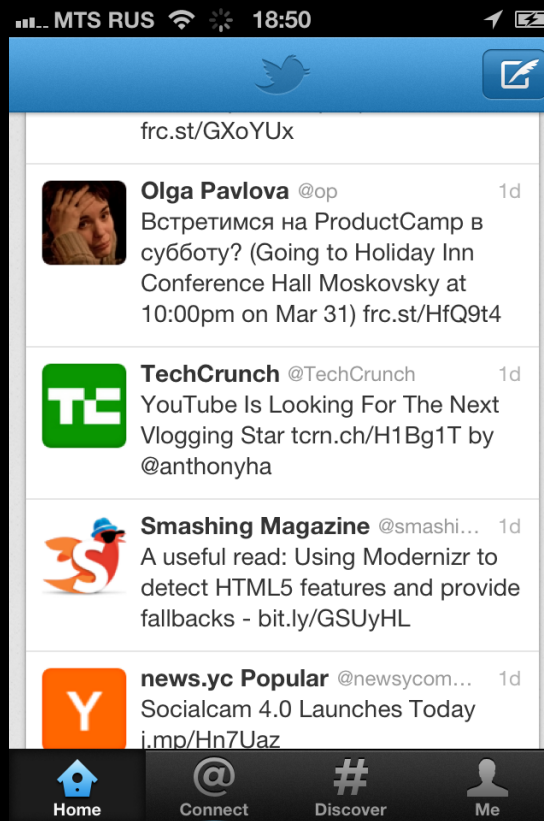 MTS RUS 18:50
frc.st/GXoYUx
Olga Pavlova @op 1d
Встретимся на ProductCamp в
субботу? (Going to Holiday Inn
Conference Hall Moskovsky at
10:00pm on Mar 31) frc.st/HfQ9t4
TC
TechCrunch @TechCrunch 1d
YouTube Is Looking For The Next
Vlogging Star tcrn.ch/H1Bg1T by
@anthonyha
S
Smashing Magazine @smashi... 1d
A useful read: Using Modernizr to
detect HTML5 features and provide
fallbacks - bit.ly/GSUyHL
Y
news.yc Popular @newsycom... 1d
Socialcam 4.0 Launches Today
j.mp/Hn7Uaz
@ #
Home Connect Discover Me